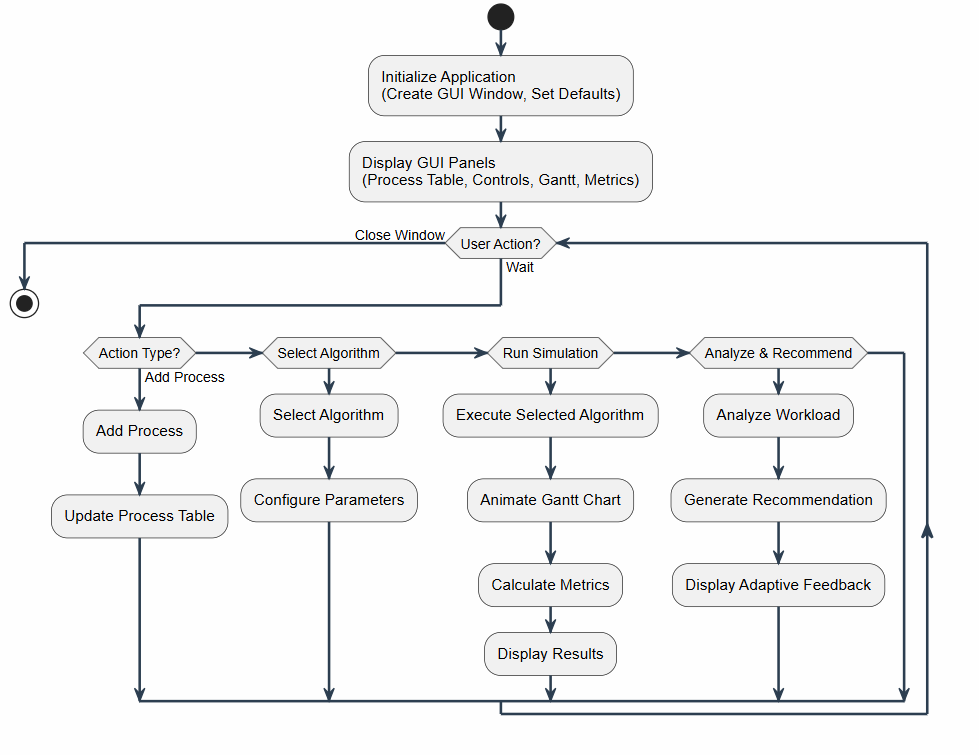 Initialize Application
(Create GUI Window, Set Defaults)
Display GUI Panels
(Process Table, Controls, Gantt, Metrics)
Close Window
User Action?
Wait
Action Type?
Select Algorithm
Run Simulation
Analyze & Recommend
Add Process
Add Process
Select Algorithm
Execute Selected Algorithm
Analyze Workload
Update Process Table
Configure Parameters
Animate Gantt Chart
Generate Recommendation
Calculate Metrics
Display Adaptive Feedback
Display Results